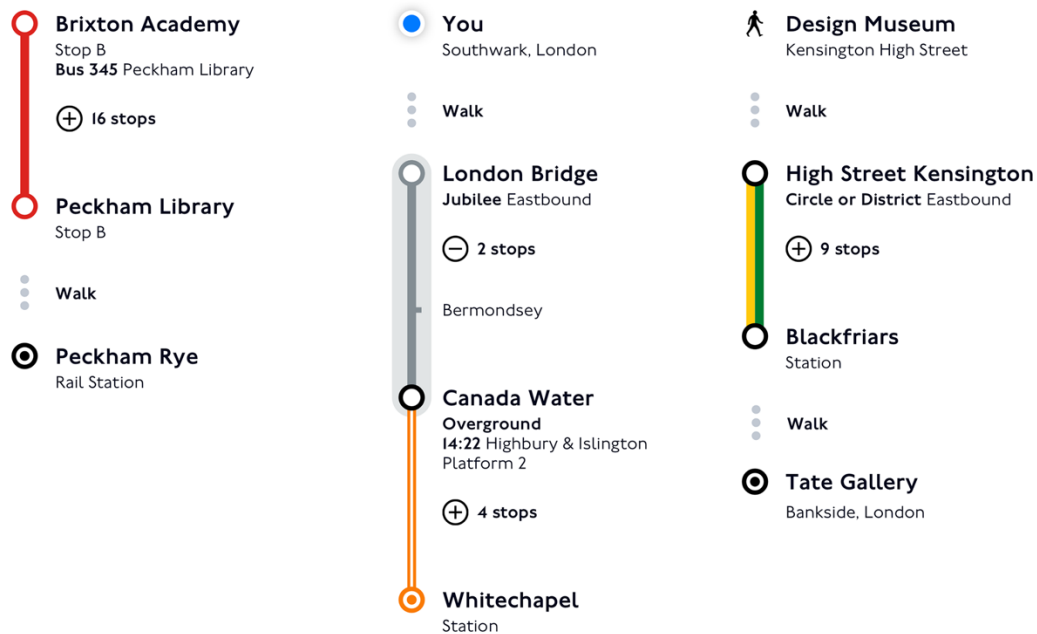 Brixton Academy
Stop B
Bus 345 Peckham Library
16 stops
Peckham Library
Stop B
Walk
Peckham Rye
Rail Station
You
Southwark, London
Walk
London Bridge
Jubilee Eastbound
2 stops
Bermondsey
Canada Water
Overground
14:22 Highbury & Islington
Platform 2
4 stops
Whitechapel
Station
Design Museum
Kensington High Street
Walk
High Street Kensington
Circle or District Eastbound
9 stops
Blackfriars
Station
Walk
Tate Gallery
Bankside, London